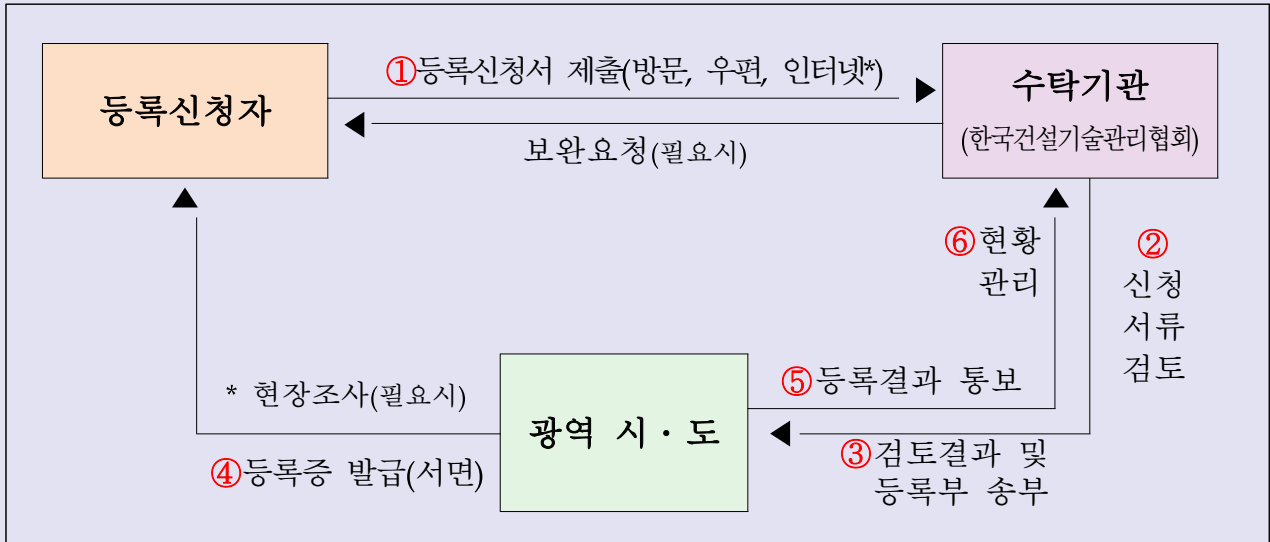 ①등록신청서 제출(방문, 우편, 인터넷*)
등록신청자
수탁기관
(한국건설기술관리협회)
보완요청(필요시)
⑥현황
관리
②
신청
서류
검토
* 현장조사(필요시)
⑤등록결과 통보
광역 시·도
④등록증 발급(서면)
③검토결과 및
등록부 송부